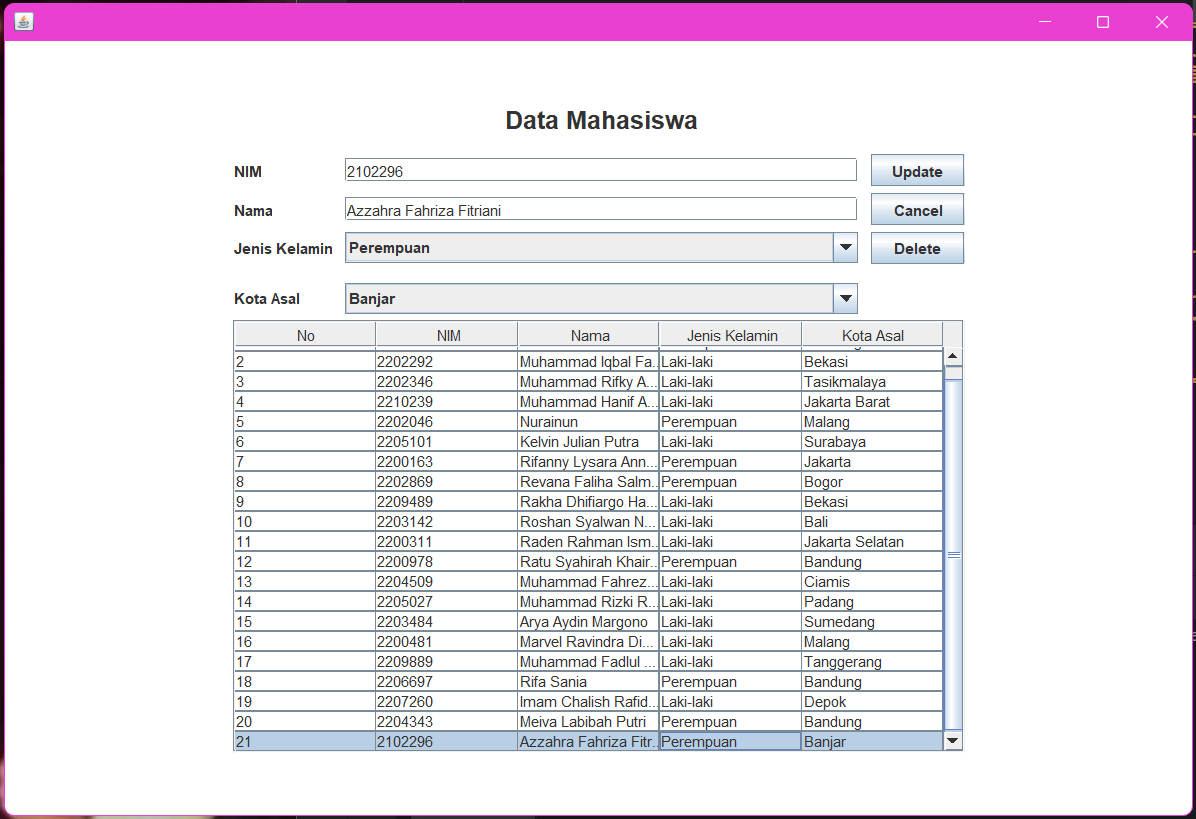 Data Mahasiswa
NIM 2102296 Update
Nama Azzahra Fahriza Fitriani Cancel
Jenis Kelamin Perempuan Delete
Kota Asal Banjar
No NIM Nama Jenis Kelamin Kota Asal
2 2202292 Muhammad Iqbal Fa... Laki-laki Bekasi
3 2202346 Muhammad Rifky A... Laki-laki Tasikmalaya
4 2210239 Muhammad Hanif A... Laki-laki Jakarta Barat
5 2202046 Nurainun Perempuan Malang
6 2205101 Kelvin Julian Putra Laki-laki Surabaya
7 2200163 Rifanny Lysara Ann... Perempuan Jakarta
8 2202869 Revana Faliha Salm... Perempuan Bogor
9 2209489 Rakha Dhifiargo Ha... Laki-laki Bekasi
10 2203142 Roshan Syalwan N... Laki-laki Bali
11 2200311 Raden Rahman Ism... Laki-laki Jakarta Selatan
12 2200978 Ratu Syahirah Khair... Perempuan Bandung
13 2204509 Muhammad Fahrez... Laki-laki Ciamis
14 2205027 Muhammad Rizki R... Laki-laki Padang
15 2203484 Arya Aydin Margono Laki-laki Sumedang
16 2200481 Marvel Ravindra Di... Laki-laki Malang
17 2209889 Muhammad Fadlul ... Laki-laki Tanggerang
18 2206697 Rifa Sania Perempuan Bandung
19 2207260 Imam Chalish Rafid... Laki-laki Depok
20 2204343 Meiva Labibah Putri Perempuan Bandung
21 2102296 Azzahra Fahriza Fitr... Perempuan Banjar